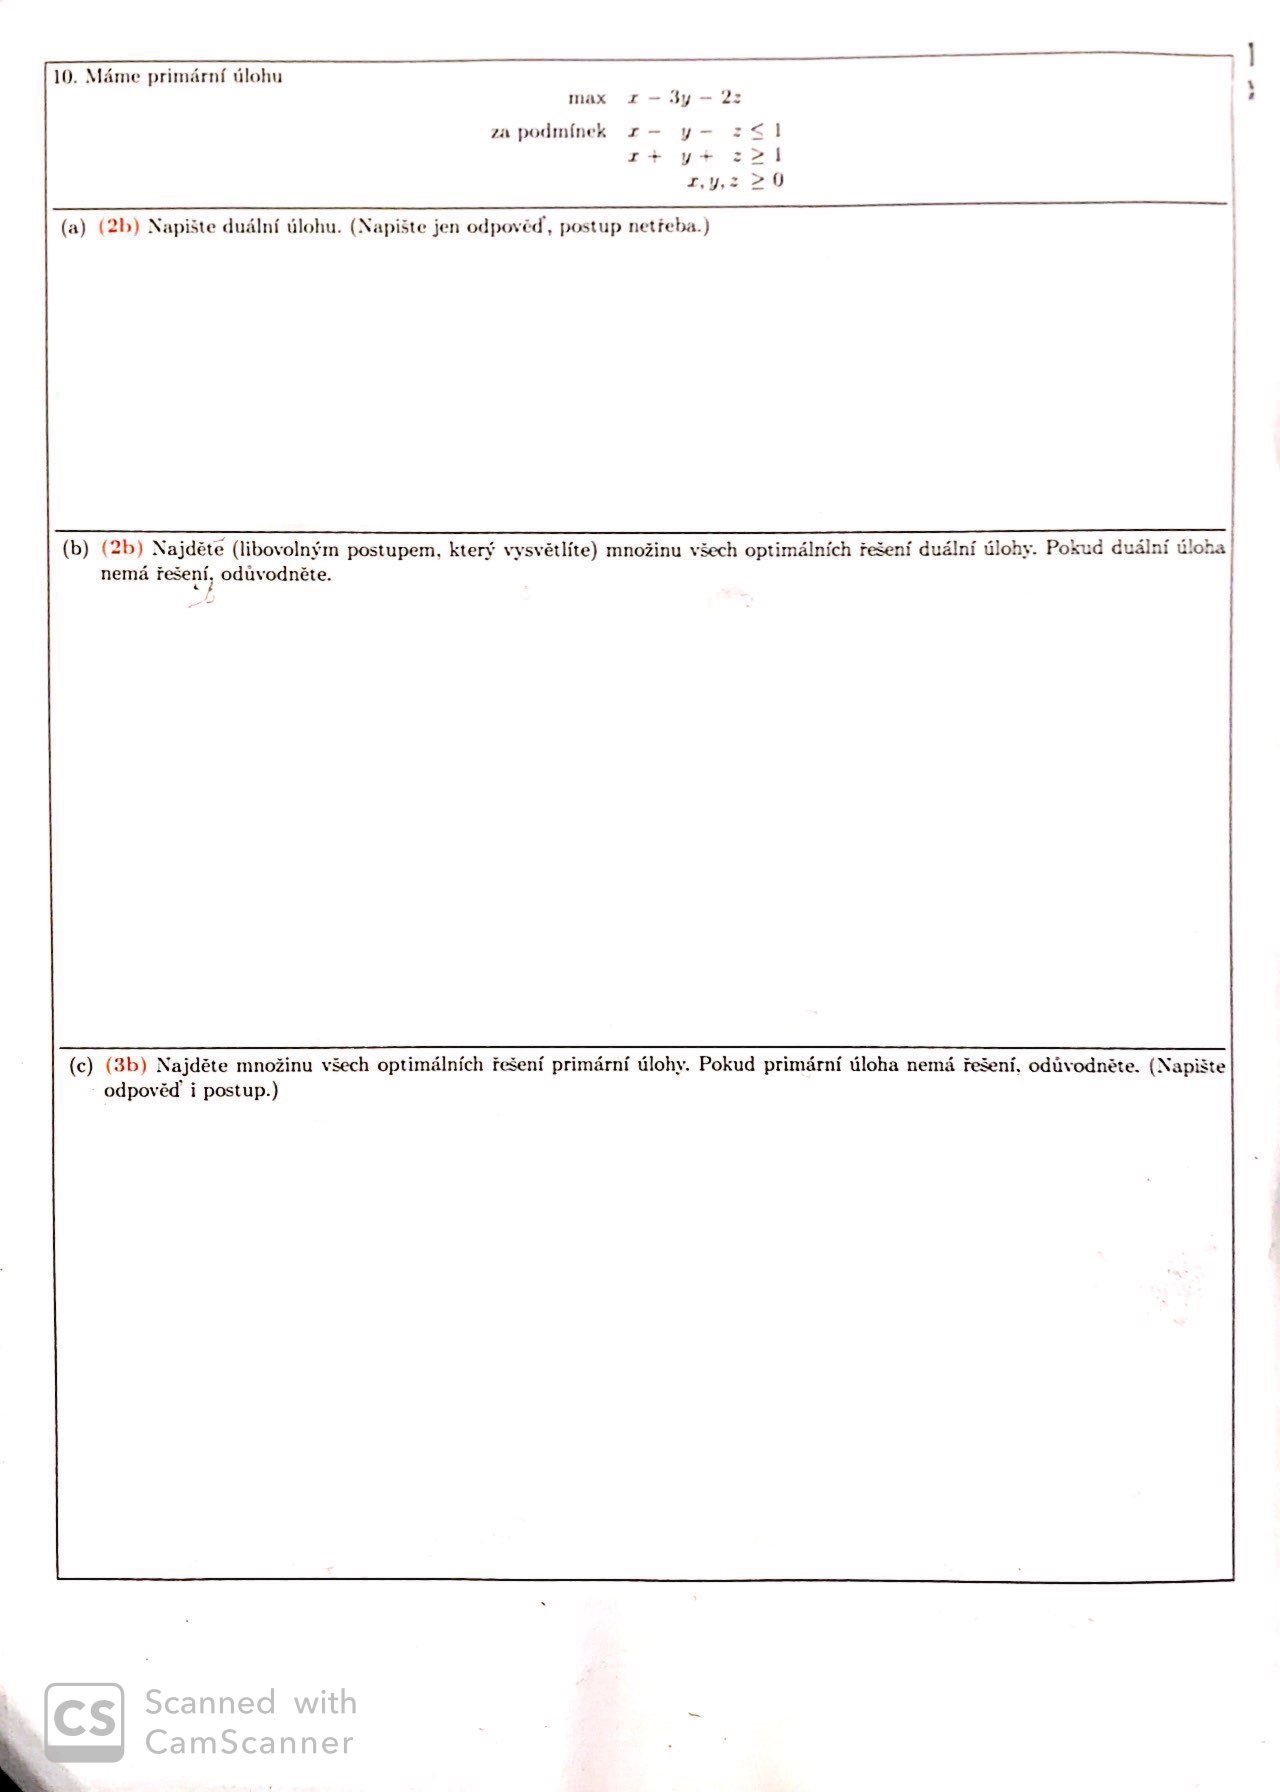 10. Máme primární úlohu
max x − 3y − 2z
za podmínek x − y − z ≤ 1
x + y + z ≥ 1
x, y, z ≥ 0
(a) (2b) Napište duální úlohu. (Napište jen odpověď, postup netřeba.)
(b) (2b) Najděte (libovolným postupem, který vysvětlíte) množinu všech optimálních řešení duální úlohy. Pokud duální úloha
nemá řešení, odůvodněte.
(c) (3b) Najděte množinu všech optimálních řešení primární úlohy. Pokud primární úloha nemá řešení, odůvodněte. (Napište
odpověď i postup.)
CS Scanned with
CamScanner